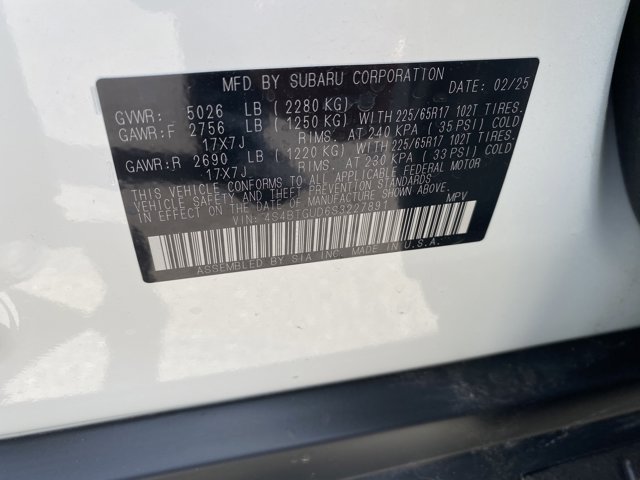 MFD BY SUBARU CORPORATION DATE: 02/25
GVWR: 5026 LB (2280 KG)
GAWR:F 2756 LB (1250 KG) WITH 225/65R17 102T TIRES.
17X7J RIMS. AT 240 KPA (35 PSI) COLD
GAWR:R 2690 LB (1220 KG) WITH 225/65R17 102T TIRES.
17X7J RIMS. AT 230 KPA (33 PSI) COLD
THIS VEHICLE CONFORMS TO ALL APPLICABLE FEDERAL MOTOR
VEHICLE SAFETY, BUMPER, AND THEFT PREVENTION STANDARDS
IN EFFECT ON THE DATE OF MANUFACTURE SHOWN ABOVE.
VIN: 4S4BTGUD6S3227891 MPV
ASSEMBLED BY SIA INC. MADE IN U.S.A.